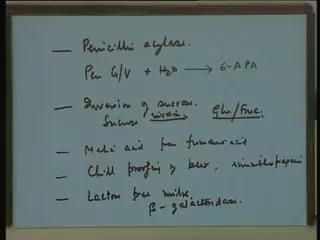 — Penicillin acylase.
Pen G/V + H2O → 6-APA
— Inversion of sucrose.
Sucrose invertase → Glu/Fruc.
— Malic acid from fumaric acid
— Chill proofing of beer,
— Lactose free milk,
β-galactosidase.